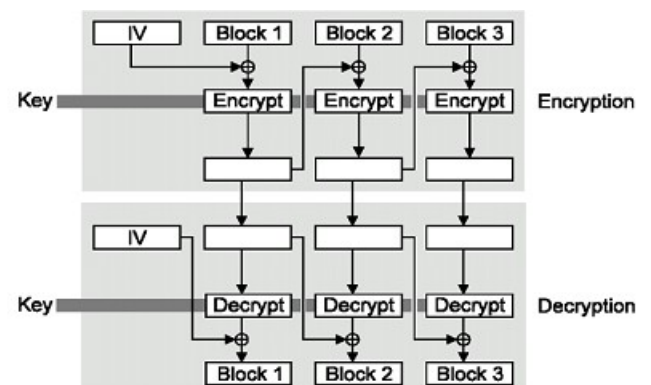 IV Block 1 Block 2 Block 3
Key Encrypt Encrypt Encrypt Encryption
IV
Key Decrypt Decrypt Decrypt Decryption
Block 1 Block 2 Block 3